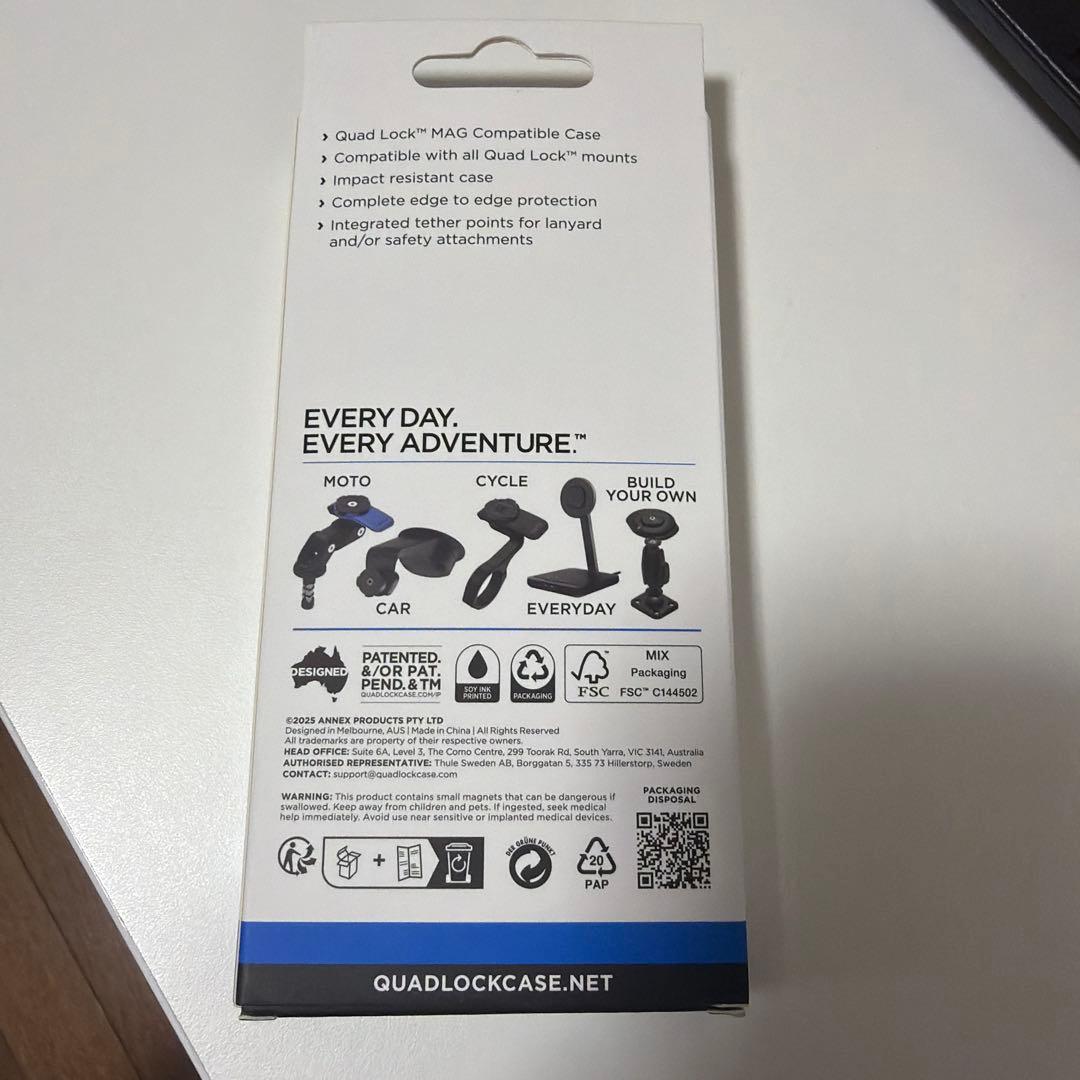 › Quad Lock™ MAG Compatible Case
› Compatible with all Quad Lock™ mounts
› Impact resistant case
› Complete edge to edge protection
› Integrated tether points for lanyard
and/or safety attachments
EVERY DAY.
EVERY ADVENTURE.™
MOTO
CYCLE
BUILD
YOUR OWN
CAR
EVERYDAY
DESIGNED
PATENTED.
&/OR PAT.
PEND. & TM
QUADLOCKCASE.COM/IP
SOY INK
PRINTED
PACKAGING
FSC
MIX
Packaging
FSC™ C144502
©2025 ANNEX PRODUCTS PTY LTD
Designed in Melbourne, AUS | Made in China | All Rights Reserved
All trademarks are property of their respective owners.
HEAD OFFICE: Suite 6A, Level 3, The Como Centre, 299 Toorak Rd, South Yarra, VIC 3141, Australia
AUTHORISED REPRESENTATIVE: Thule Sweden AB, Borggatan 5, 335 73 Hillerstorp, Sweden
CONTACT: support@quadlockcase.com
WARNING: This product contains small magnets that can be dangerous if
swallowed. Keep away from children and pets. If ingested, seek medical
help immediately. Avoid use near sensitive or implanted medical devices.
PACKAGING
DISPOSAL
+
DER GRÜNE PUNKT
20
PAP
QUADLOCKCASE.NET